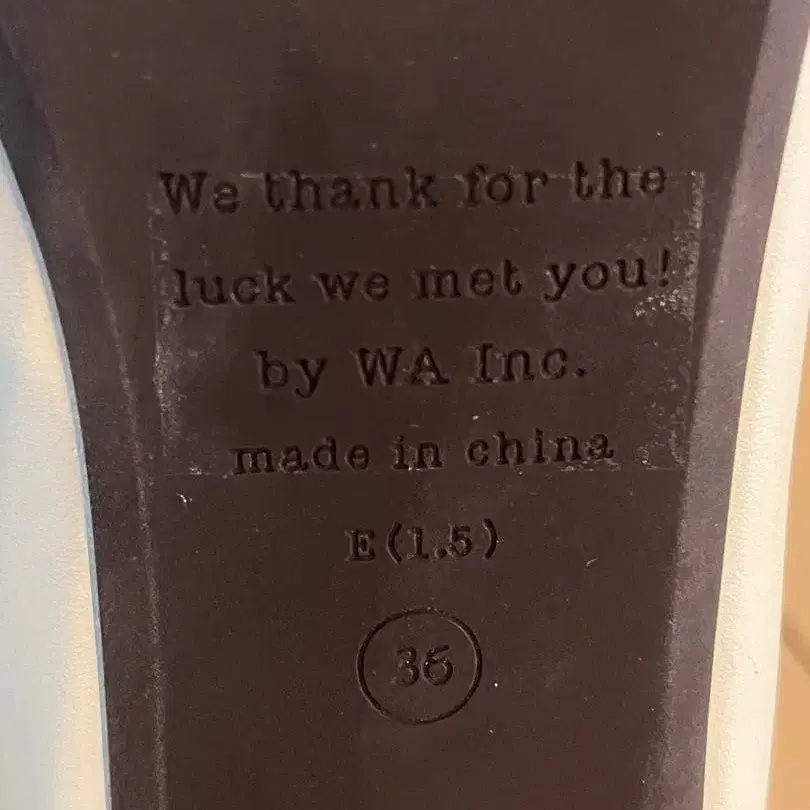 We thank for the
luck we met you!
by WA Inc.
made in china
E(1.5)
36